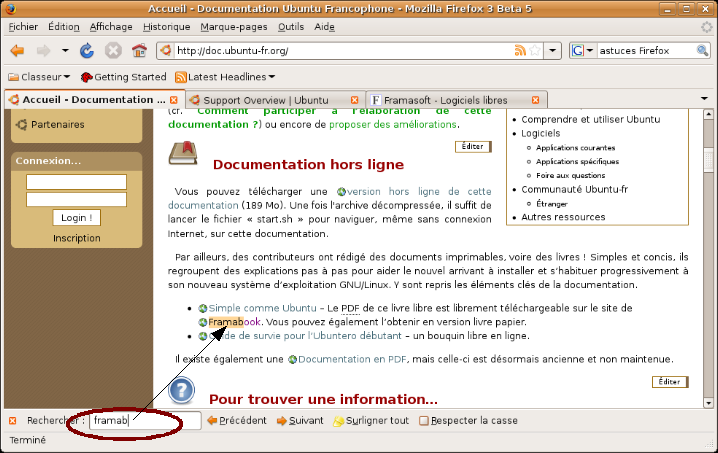 Accueil - Documentation Ubuntu Francophone - Mozilla Firefox 3 Beta 5
Fichier Édition Affichage Historique Marque-pages Outils Aide
http://doc.ubuntu-fr.org/ G astuces Firefox
Classeur Getting Started Latest Headlines
Accueil - Documentation ... Support Overview | Ubuntu F Framasoft - Logiciels libres
Partenaires
Connexion...
Login !
Inscription
(cf. Comment participer à l'élaboration de cette
documentation ?) ou encore de proposer des améliorations.
Éditer
Documentation hors ligne
Vous pouvez télécharger une version hors ligne de cette
documentation (189 Mo). Une fois l'archive décompressée, il suffit de
lancer le fichier « start.sh » pour naviguer, même sans connexion
Internet, sur cette documentation.
Comprendre et utiliser Ubuntu
Logiciels
Applications courantes
Applications spécifiques
Foire aux questions
Communauté Ubuntu-fr
Étranger
Autres ressources
Par ailleurs, des contributeurs ont rédigé des documents imprimables, voire des livres ! Simples et concis, ils
regroupent des explications pas à pas pour aider le nouvel arrivant à installer et s'habituer progressivement à
son nouveau système d'exploitation GNU/Linux. Y sont repris les éléments clés de la documentation.
Simple comme Ubuntu – Le PDF de ce livre libre est librement téléchargeable sur le site de
Framabook. Vous pouvez également l'obtenir en version livre papier.
Guide de survie pour l'Ubuntero débutant – un bouquin libre en ligne.
Il existe également une Documentation en PDF, mais celle-ci est désormais ancienne et non maintenue.
Éditer
? Pour trouver une information...
Rechercher : framab Précédent Suivant Surligner tout Respecter la casse
Terminé